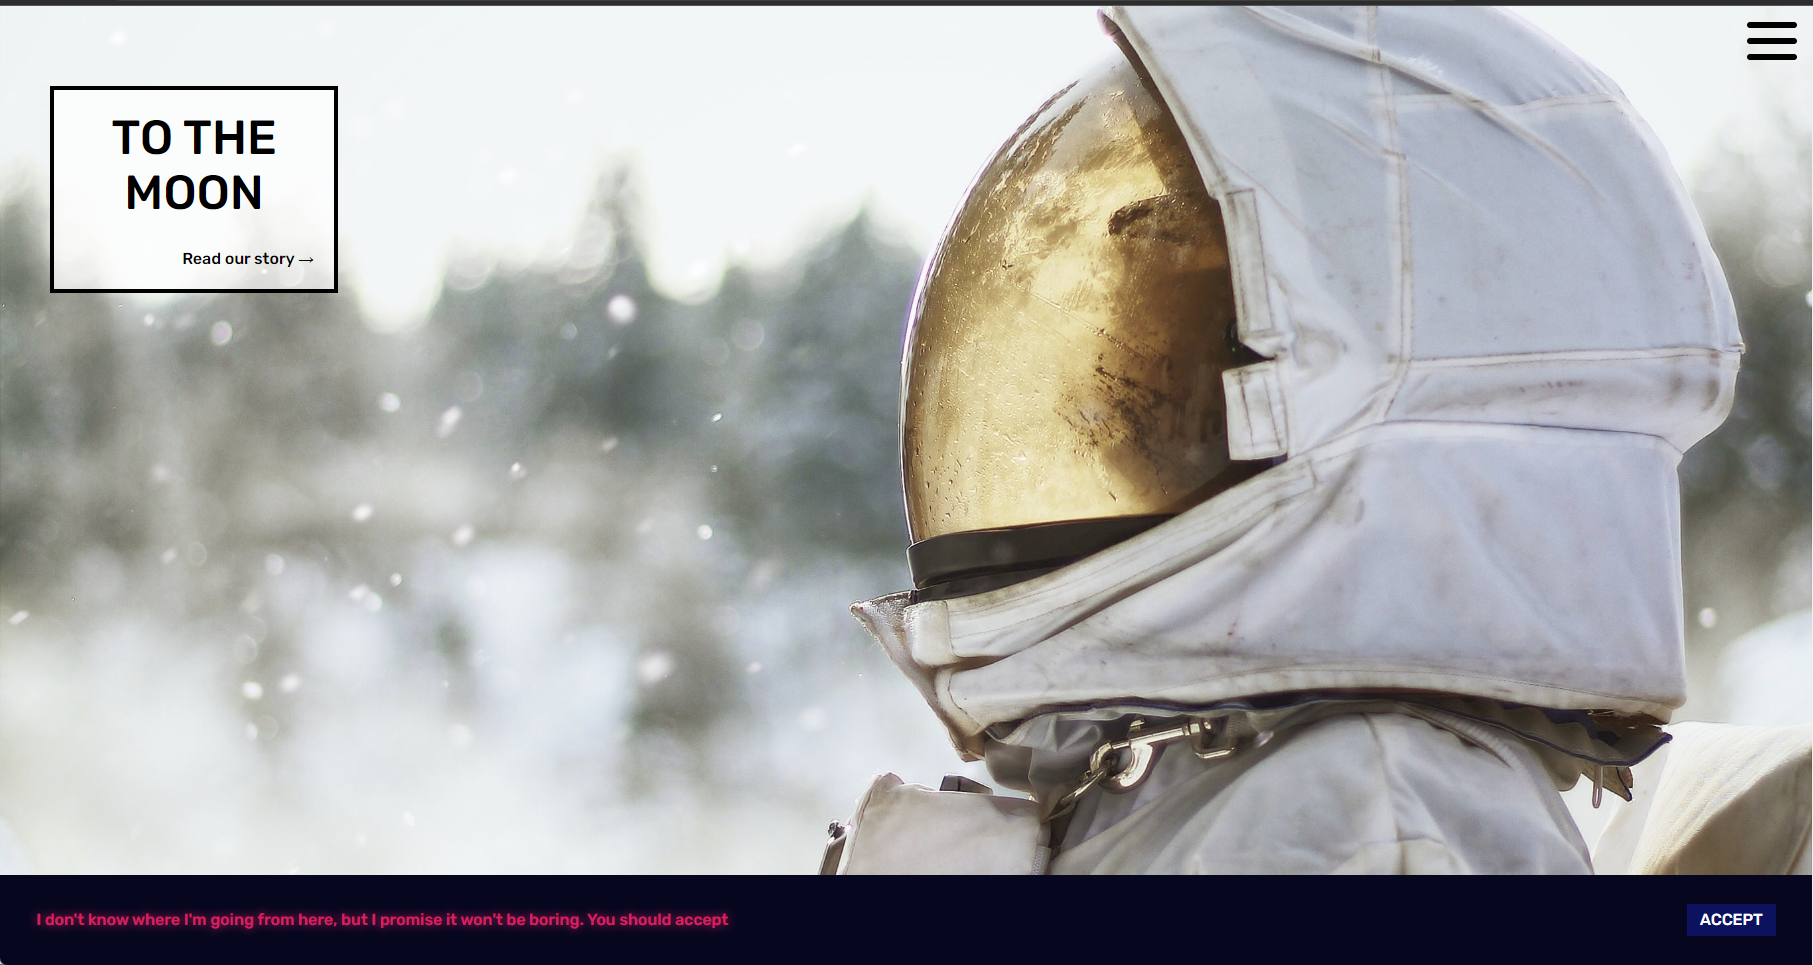 TO THE
MOON
Read our story →
I don't know where I'm going from here, but I promise it won't be boring. You should accept
ACCEPT